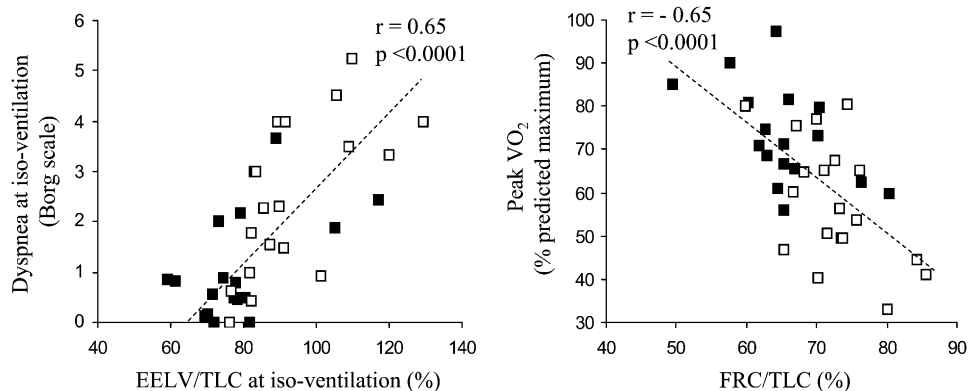 r = 0.65
p <0.0001
6
5
4
3
2
1
0
40
60
80
100
120
140
Dyspnea at iso-ventilation
(Borg scale)
EELV/TLC at iso-ventilation (%)
r = - 0.65
p <0.0001
100
90
80
70
60
50
40
30
40
50
60
70
80
90
Peak VO₂
(% predicted maximum)
FRC/TLC (%)